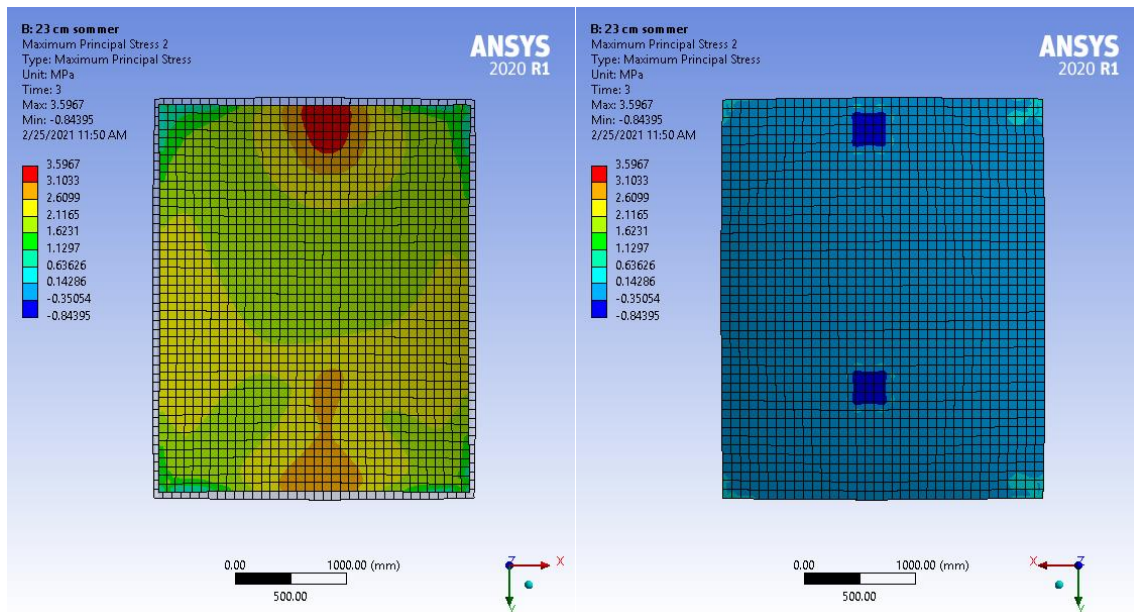 B: 23 cm sommer
Maximum Principal Stress 2
Type: Maximum Principal Stress
Unit: MPa
Time: 3
Max: 3.5967
Min: -0.84395
2/25/2021 11:50 AM
ANSYS
2020 R1
3.5967
3.1033
2.6099
2.1165
1.6231
1.1297
0.63626
0.14286
-0.35054
-0.84395
0.00 1000.00 (mm)
500.00
Z
X
Y
B: 23 cm sommer
Maximum Principal Stress 2
Type: Maximum Principal Stress
Unit: MPa
Time: 3
Max: 3.5967
Min: -0.84395
2/25/2021 11:50 AM
ANSYS
2020 R1
3.5967
3.1033
2.6099
2.1165
1.6231
1.1297
0.63626
0.14286
-0.35054
-0.84395
0.00 1000.00 (mm)
500.00
X
Z
Y